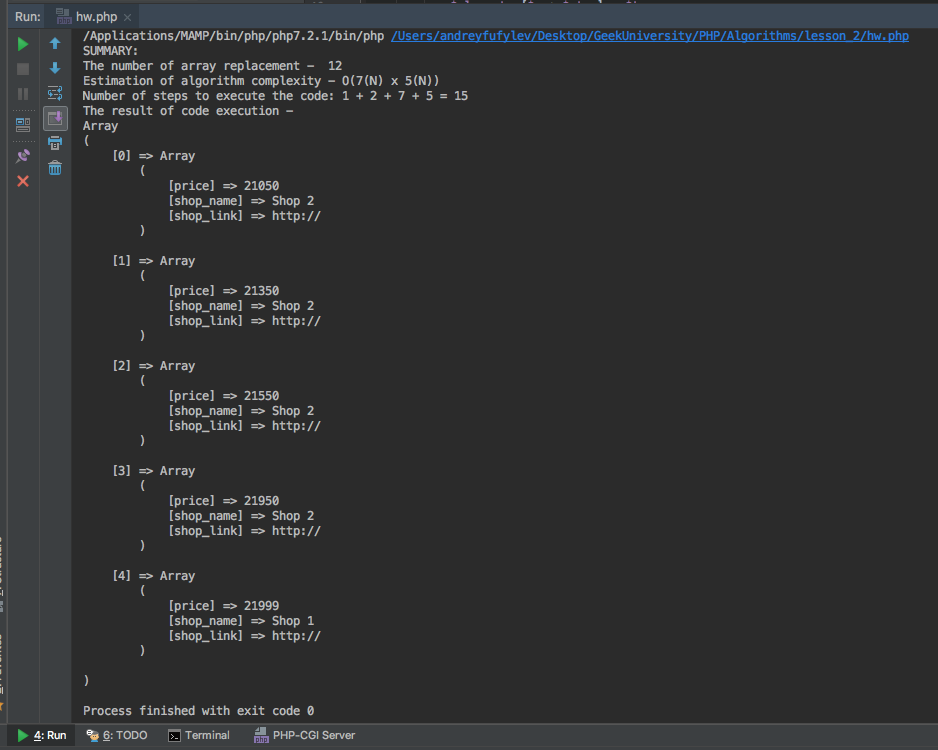 Run: hw.php
/Applications/MAMP/bin/php/php7.2.1/bin/php /Users/andreyfufylev/Desktop/GeekUniversity/PHP/Algorithms/lesson_2/hw.php
SUMMARY:
The number of array replacement -  12
Estimation of algorithm complexity - O(7(N) x 5(N))
Number of steps to execute the code: 1 + 2 + 7 + 5 = 15
The result of code execution -
Array
(
    [0] => Array
        (
            [price] => 21050
            [shop_name] => Shop 2
            [shop_link] => http://
        )
    [1] => Array
        (
            [price] => 21350
            [shop_name] => Shop 2
            [shop_link] => http://
        )
    [2] => Array
        (
            [price] => 21550
            [shop_name] => Shop 2
            [shop_link] => http://
        )
    [3] => Array
        (
            [price] => 21950
            [shop_name] => Shop 2
            [shop_link] => http://
        )
    [4] => Array
        (
            [price] => 21999
            [shop_name] => Shop 1
            [shop_link] => http://
        )
)
Process finished with exit code 0
4: Run 6: TODO Terminal PHP-CGI Server